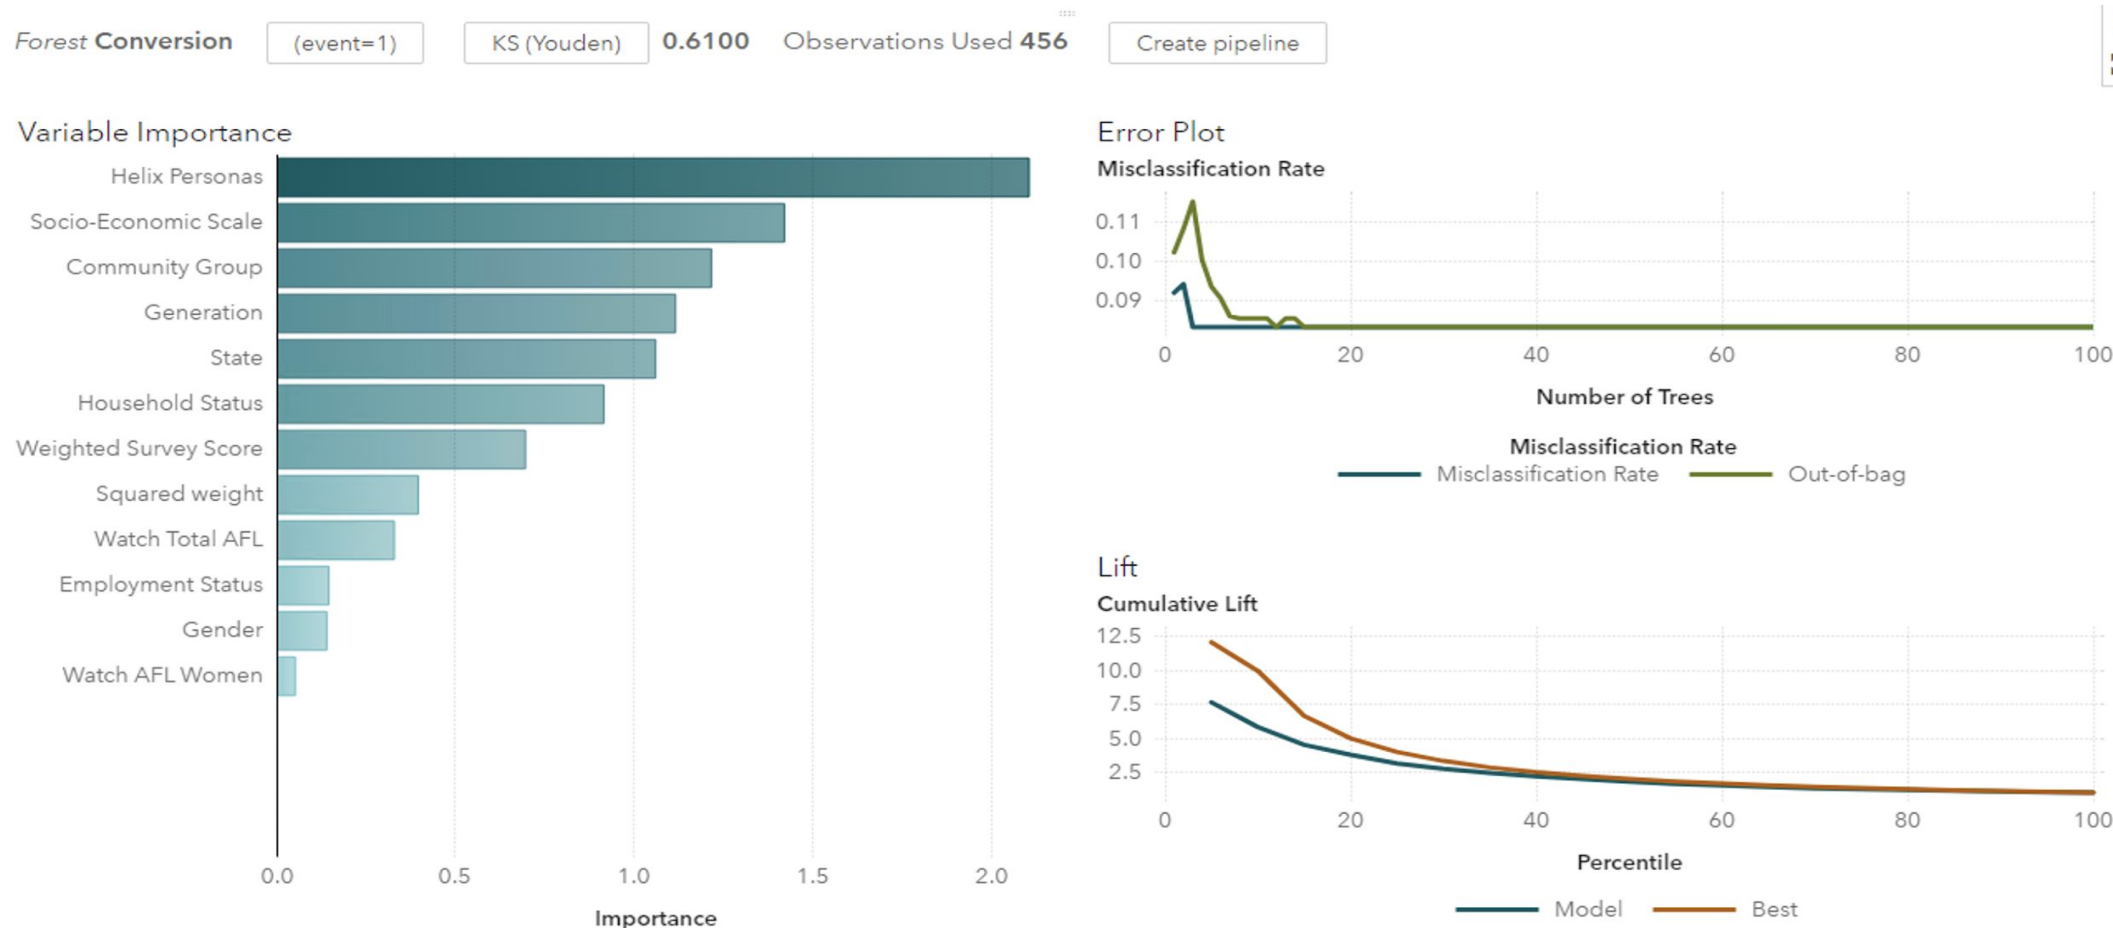 Forest Conversion (event=1) KS (Youden) 0.6100 Observations Used 456 Create pipeline
Variable Importance
Helix Personas
Socio-Economic Scale
Community Group
Generation
State
Household Status
Weighted Survey Score
Squared weight
Watch Total AFL
Employment Status
Gender
Watch AFL Women
0.0 0.5 1.0 1.5 2.0
Importance
Error Plot
Misclassification Rate
0.11
0.10
0.09
0 20 40 60 80 100
Number of Trees
Misclassification Rate
Misclassification Rate Out-of-bag
Lift
Cumulative Lift
12.5
10.0
7.5
5.0
2.5
0 20 40 60 80 100
Percentile
Model Best